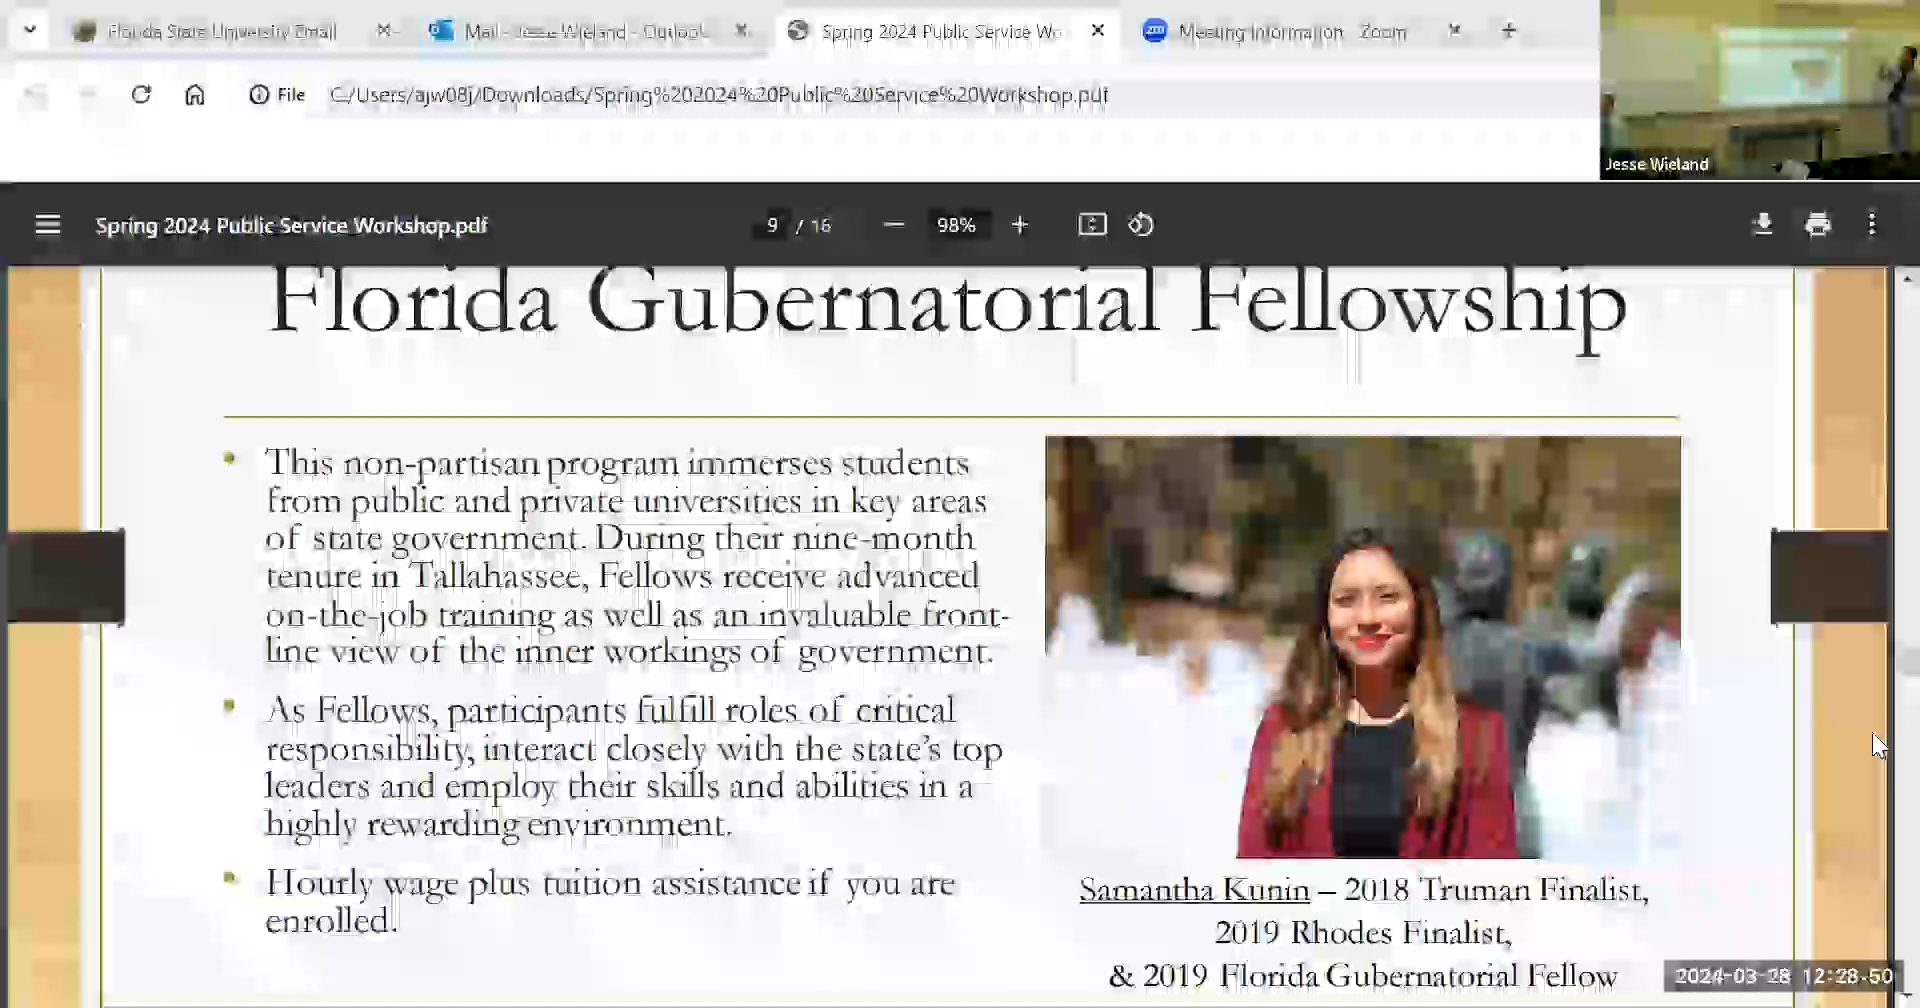 Florida State University Email
Mail - Jesse Wieland - Outlook
Spring 2024 Public Service Wo
Meeting Information - Zoom
File
C:/Users/ajw08j/Downloads/Spring%202024%20Public%20Service%20Workshop.pdf
Jesse Wieland
Spring 2024 Public Service Workshop.pdf
9 / 16
98%
Florida Gubernatorial Fellowship
• This non-partisan program immerses students
from public and private universities in key areas
of state government. During their nine-month
tenure in Tallahassee, Fellows receive advanced
on-the-job training as well as an invaluable front-
line view of the inner workings of government.
• As Fellows, participants fulfill roles of critical
responsibility, interact closely with the state's top
leaders and employ their skills and abilities in a
highly rewarding environment.
• Hourly wage plus tuition assistance if you are
enrolled.
Samantha Kunin – 2018 Truman Finalist,
2019 Rhodes Finalist,
& 2019 Florida Gubernatorial Fellow
2024-03-28 12:28:50